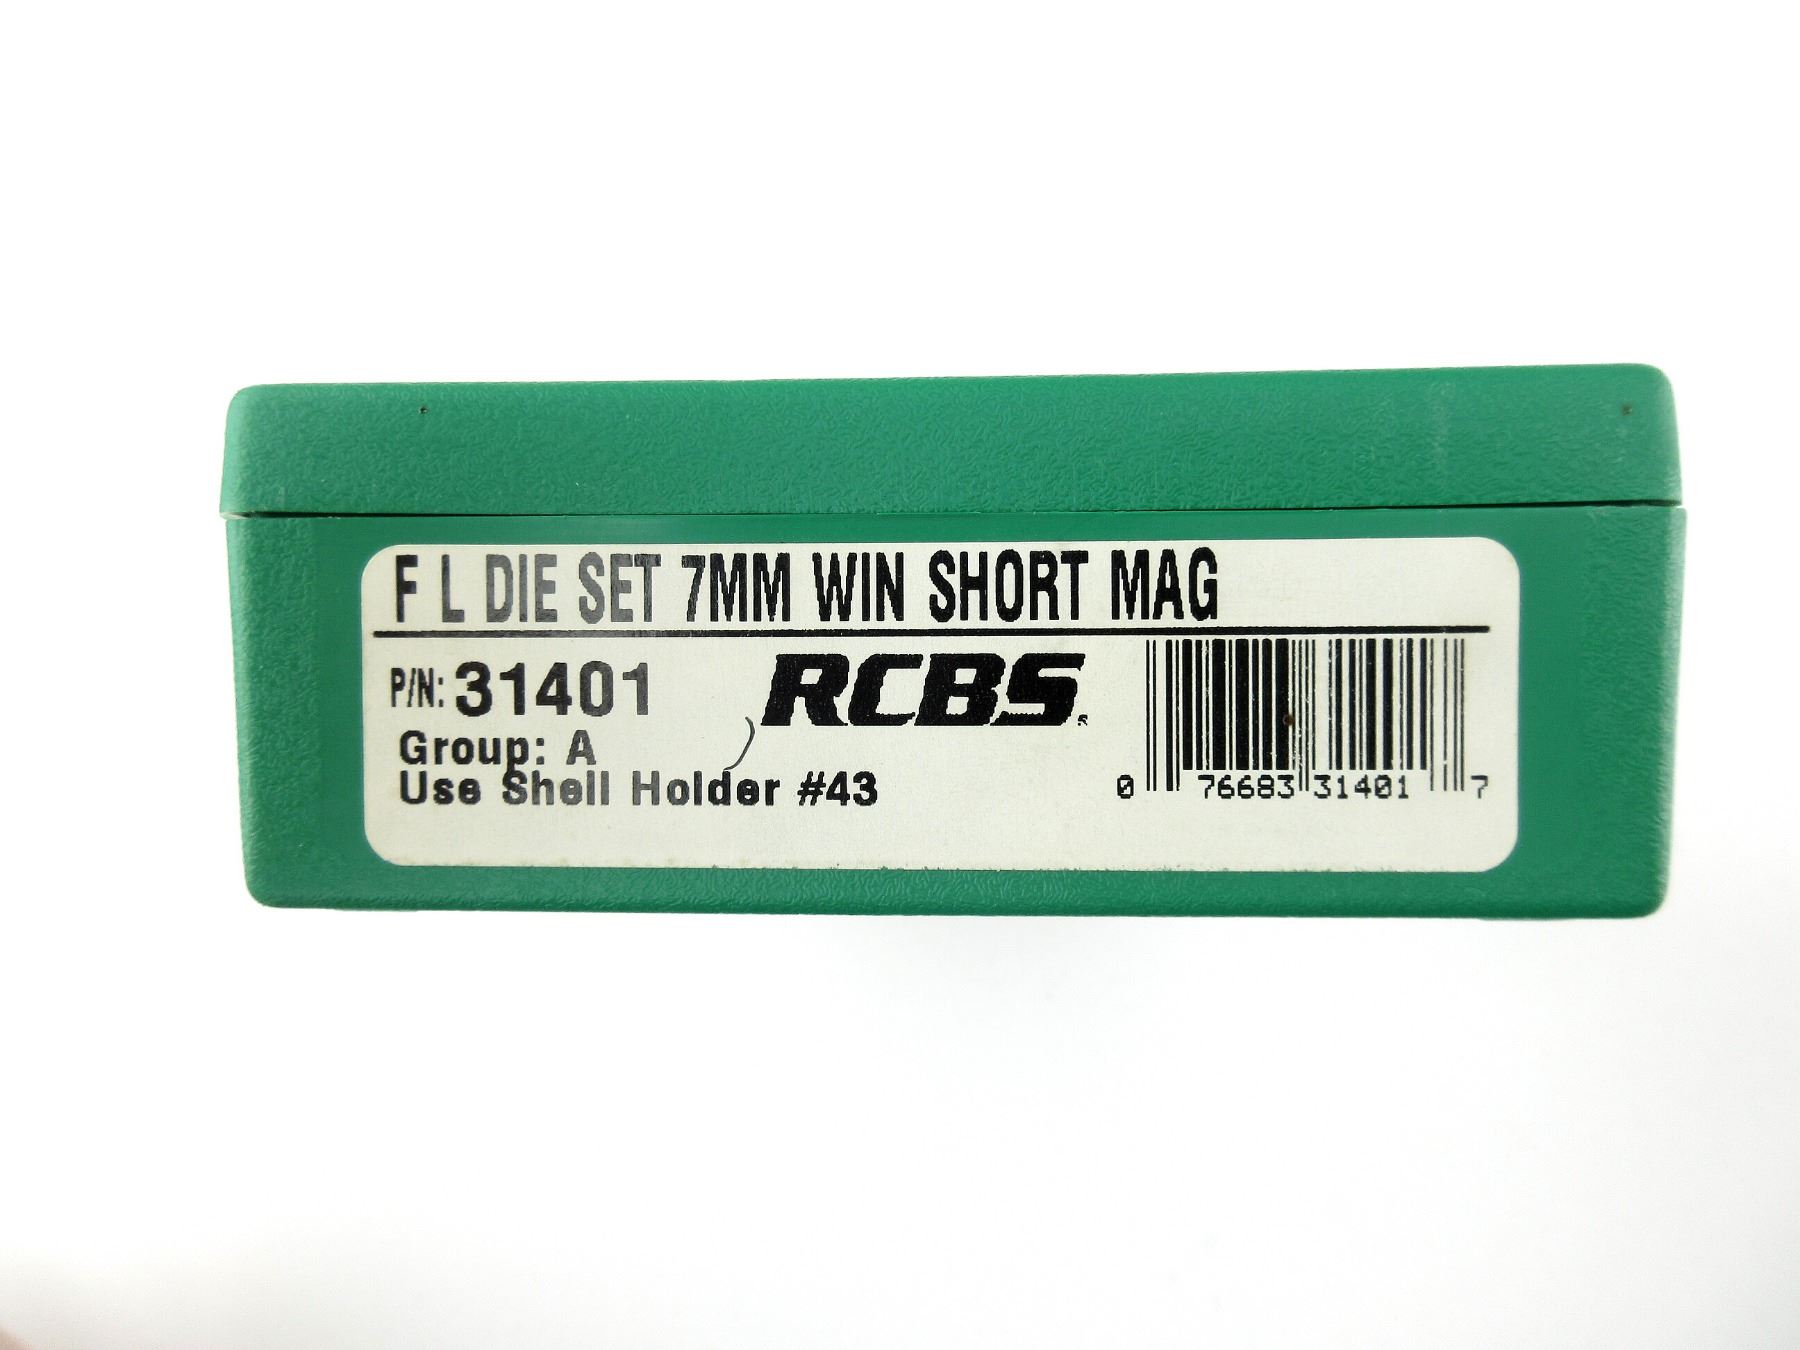 F L DIE SET 7MM WIN SHORT MAG
P/N: 31401
RCBS
Group: A
Use Shell Holder #43
0 76683 31401 7